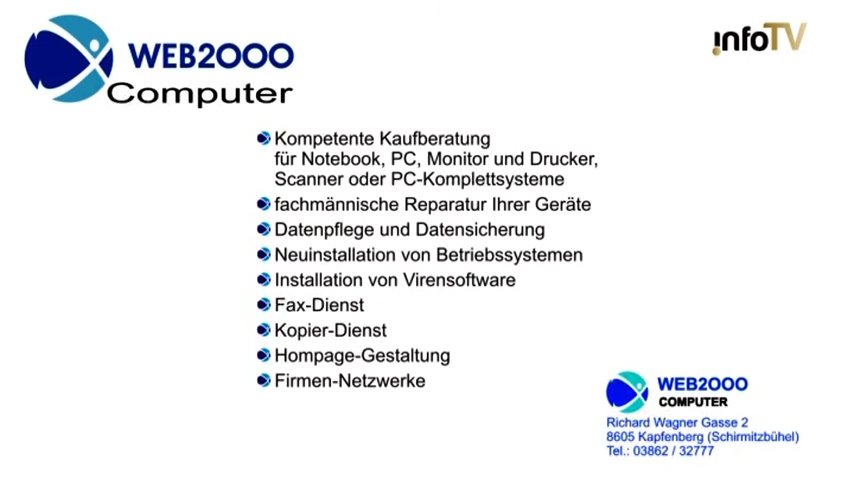 WEB2000
Computer
infoTV
Kompetente Kaufberatung
für Notebook, PC, Monitor und Drucker,
Scanner oder PC-Komplettsysteme
fachmännische Reparatur Ihrer Geräte
Datenpflege und Datensicherung
Neuinstallation von Betriebssystemen
Installation von Virensoftware
Fax-Dienst
Kopier-Dienst
Hompage-Gestaltung
Firmen-Netzwerke
WEB2000
COMPUTER
Richard Wagner Gasse 2
8605 Kapfenberg (Schirmitzbühel)
Tel.: 03862 / 32777